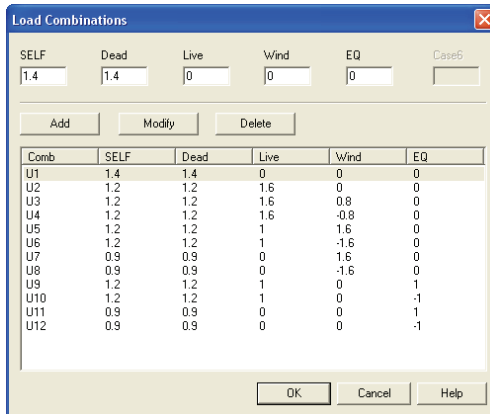 Load Combinations
SELF Dead Live Wind EQ Case6
1.4 1.4 0 0 0
Add Modify Delete
Comb SELF Dead Live Wind EQ
U1 1.4 1.4 0 0 0
U2 1.2 1.2 1.6 0 0
U3 1.2 1.2 1.6 0.8 0
U4 1.2 1.2 1.6 -0.8 0
U5 1.2 1.2 1 1.6 0
U6 1.2 1.2 1 -1.6 0
U7 0.9 0.9 0 1.6 0
U8 0.9 0.9 0 -1.6 0
U9 1.2 1.2 1 0 1
U10 1.2 1.2 1 0 -1
U11 0.9 0.9 0 0 1
U12 0.9 0.9 0 0 -1
OK Cancel Help